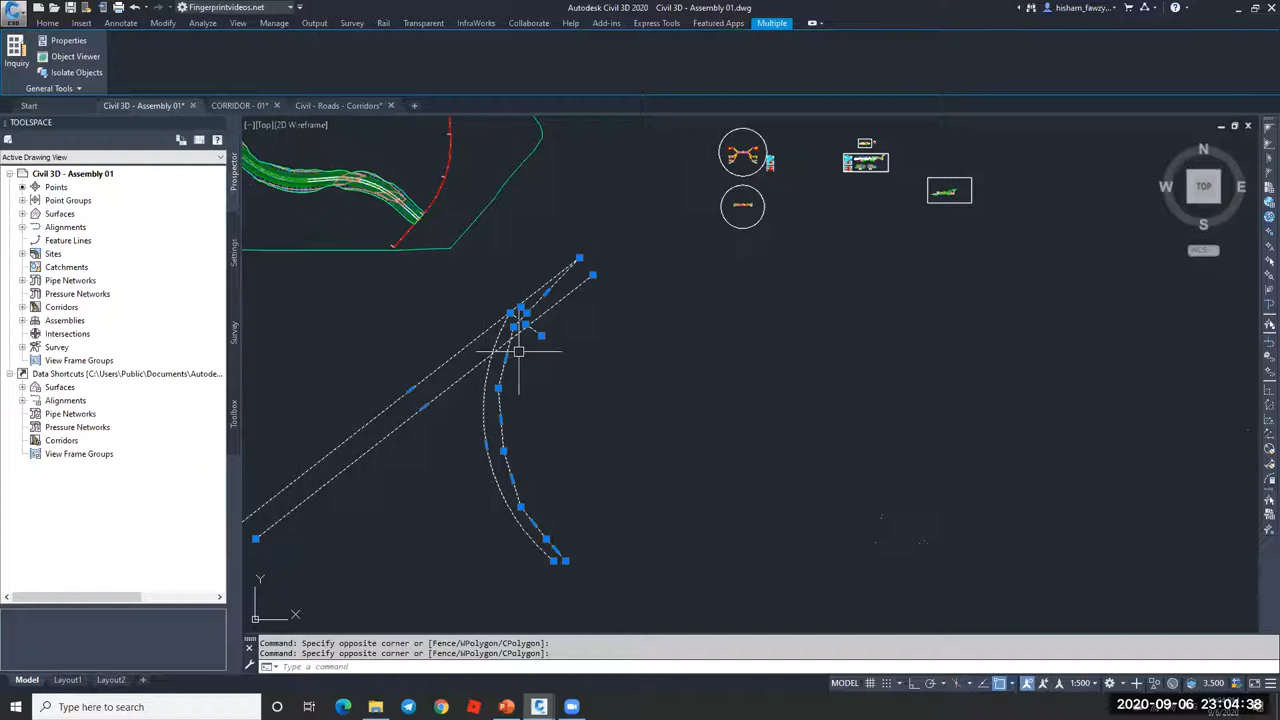 C3D
Fingerprintvideos.net
Autodesk Civil 3D 2020 Civil 3D - Assembly 01.dwg
hisham_fawzy...
Home Insert Annotate Modify Analyze View Manage Output Survey Rail Transparent InfraWorks Collaborate Help Add-ins Express Tools Featured Apps Multiple
Inquiry
Properties
Object Viewer
Isolate Objects
General Tools
Start Civil 3D - Assembly 01* CORRIDOR - 01* Civil - Roads - Corridors*
TOOLSPACE
[−][Top][2D Wireframe]
Active Drawing View
Civil 3D - Assembly 01
Points
Point Groups
Surfaces
Alignments
Feature Lines
Sites
Catchments
Pipe Networks
Pressure Networks
Corridors
Assemblies
Intersections
Survey
View Frame Groups
Data Shortcuts [C:\Users\Public\Documents\Autode...
Surfaces
Alignments
Pipe Networks
Pressure Networks
Corridors
View Frame Groups
Prospector
Settings
Survey
Toolbox
N
W TOP E
S
WCS
Y
X
Command: Specify opposite corner or [Fence/WPolygon/CPolygon]:
Command: Specify opposite corner or [Fence/WPolygon/CPolygon]:
Type a command
Model Layout1 Layout2
MODEL 1:500 3.500
Type here to search
2020-09-06 23:04:38